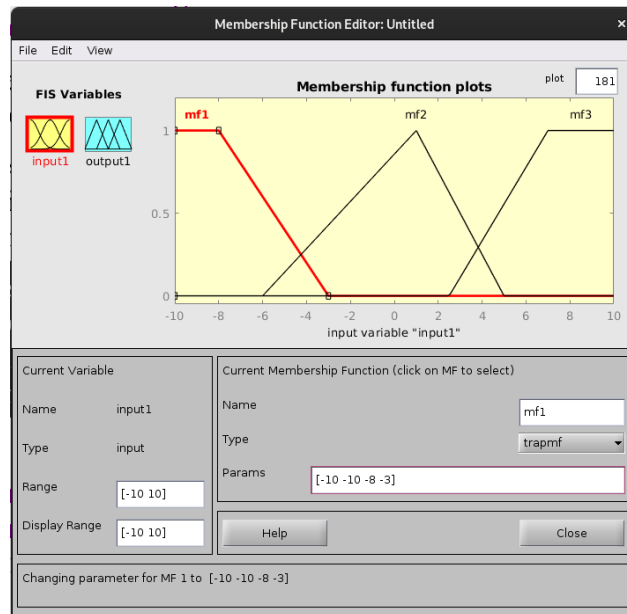 Membership Function Editor: Untitled
×
File Edit View
FIS Variables
input1
output1
Membership function plots
plot
181
mf1
mf2
mf3
1
0.5
0
-10 -8 -6 -4 -2 0 2 4 6 8 10
input variable "input1"
Current Variable
Name input1
Type input
Range [-10 10]
Display Range [-10 10]
Current Membership Function (click on MF to select)
Name mf1
Type trapmf
Params [-10 -10 -8 -3]
Help
Close
Changing parameter for MF 1 to [-10 -10 -8 -3]